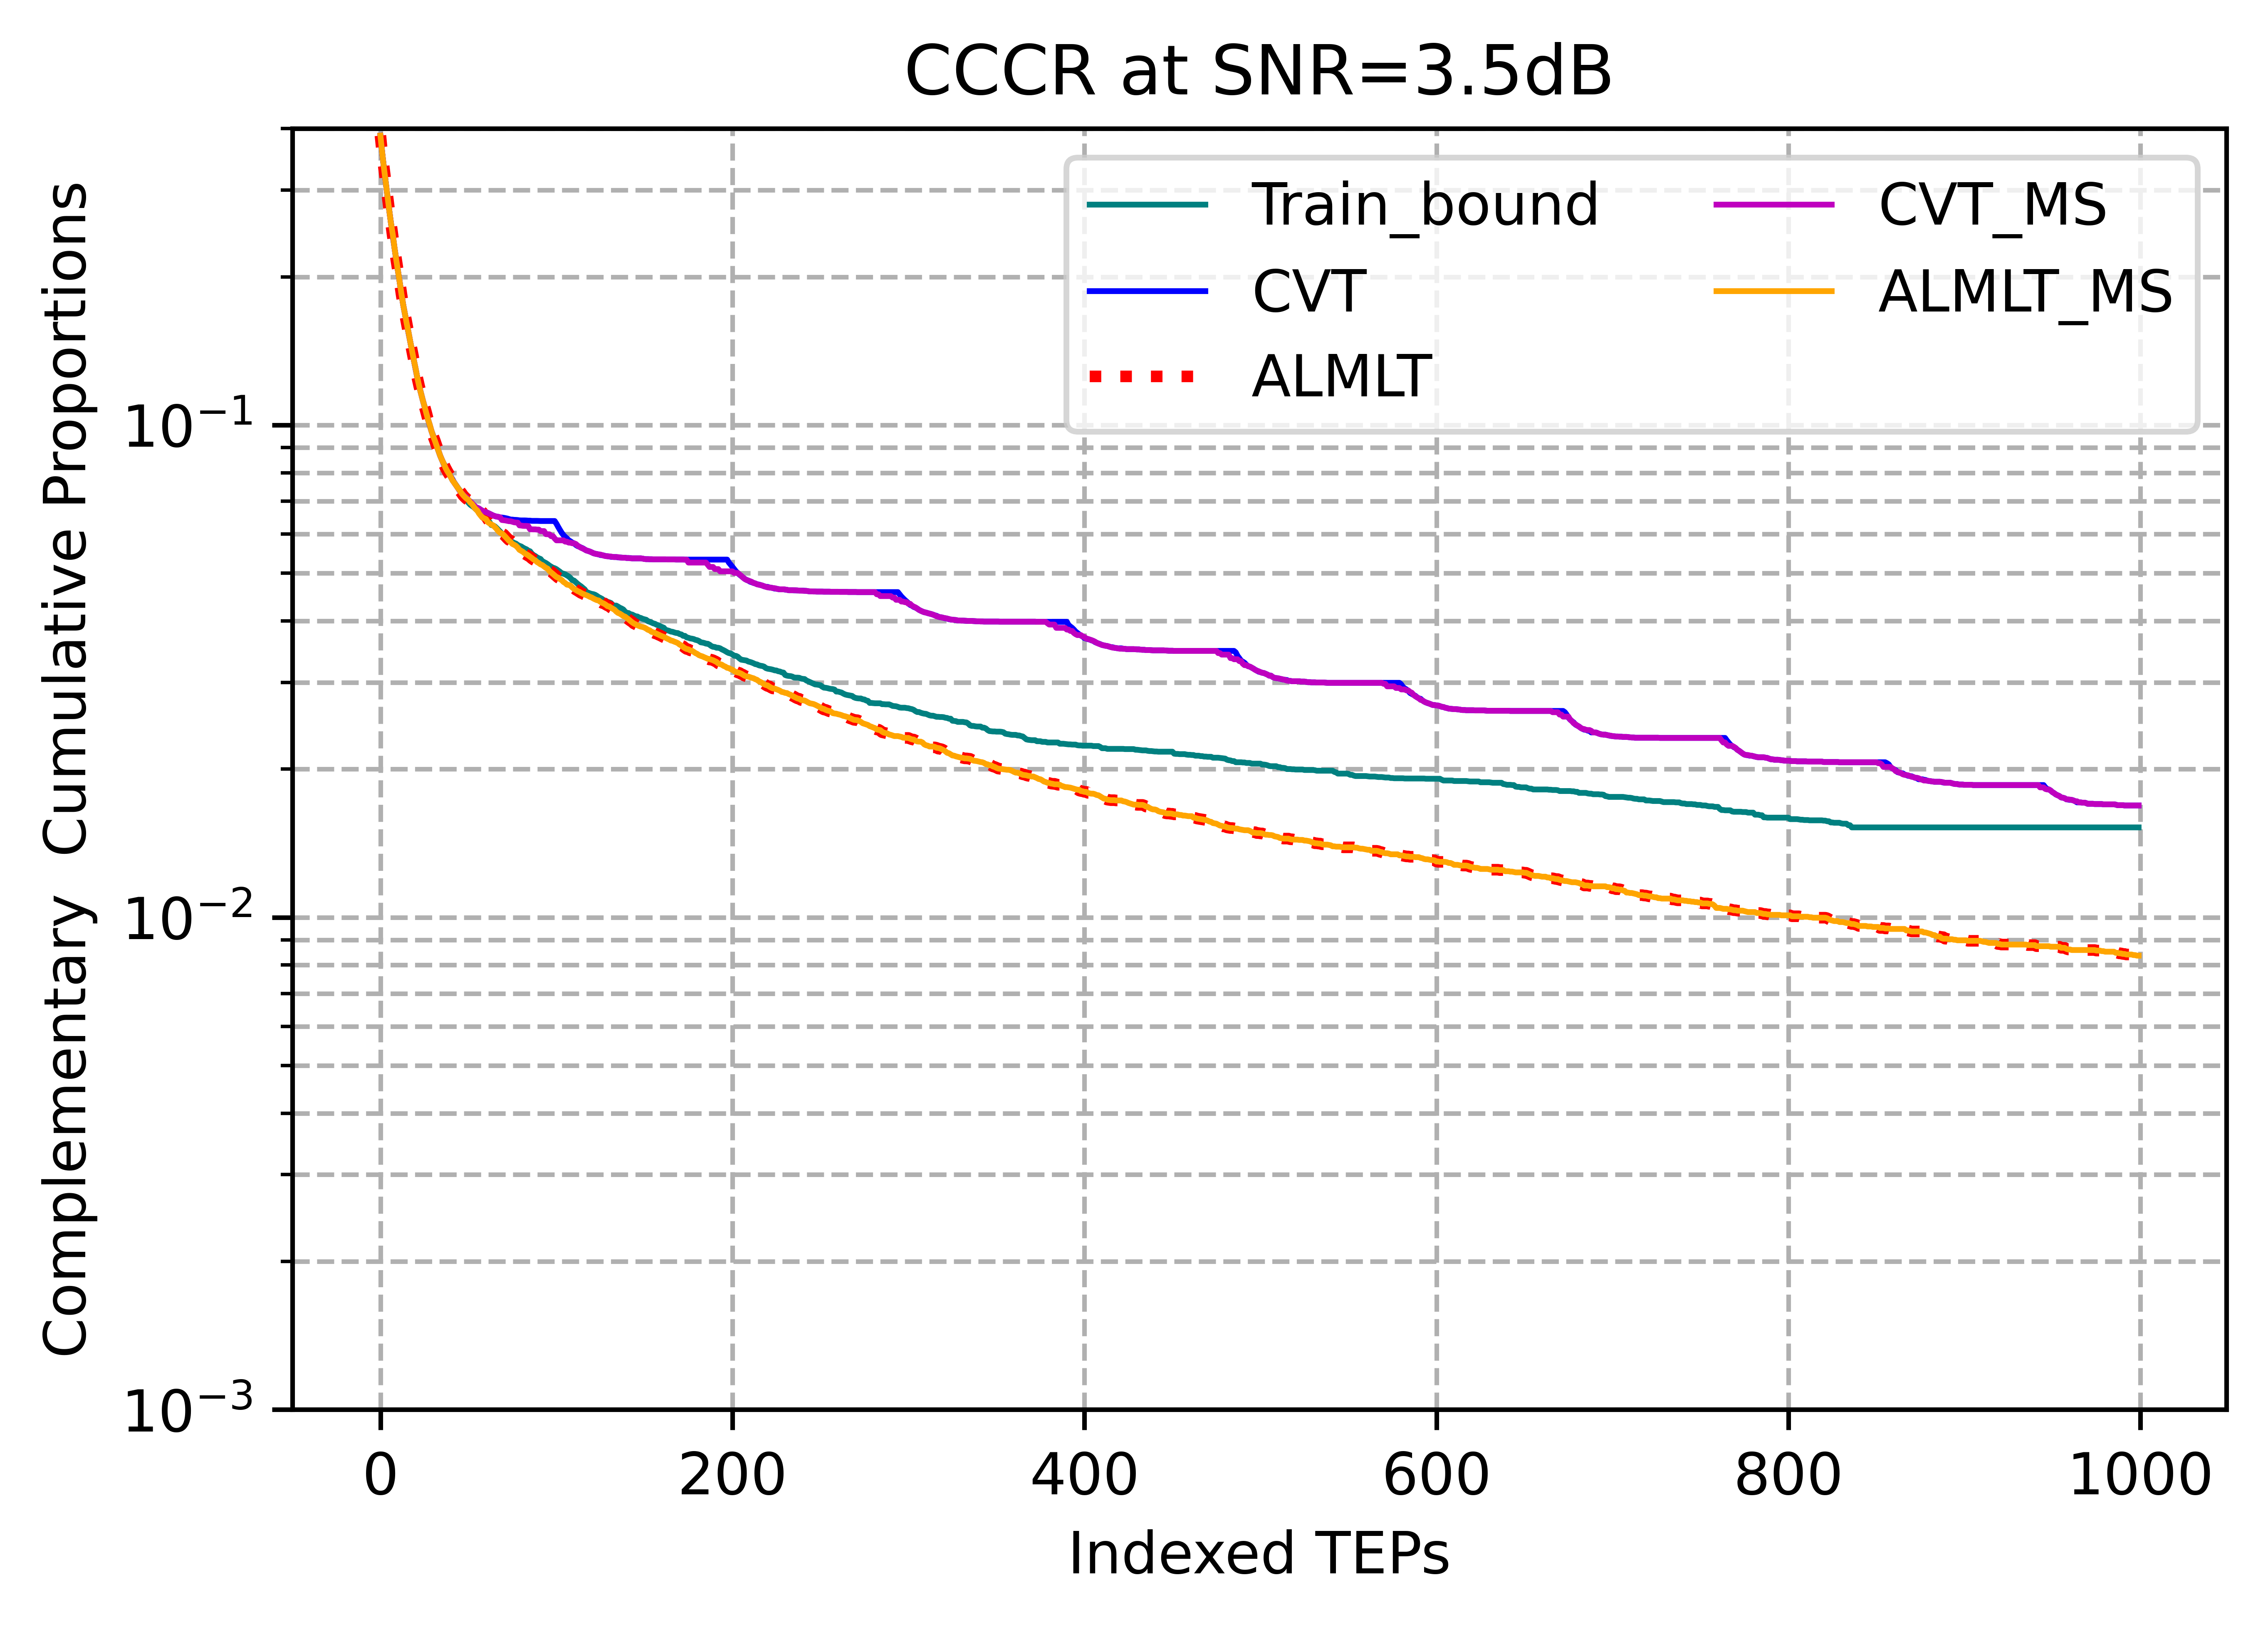 CCCR at SNR=3.5dB
Complementary Cumulative Proportions
10⁻¹
10⁻²
10⁻³
Train_bound
CVT
ALMLT
CVT_MS
ALMLT_MS
0 200 400 600 800 1000
Indexed TEPs